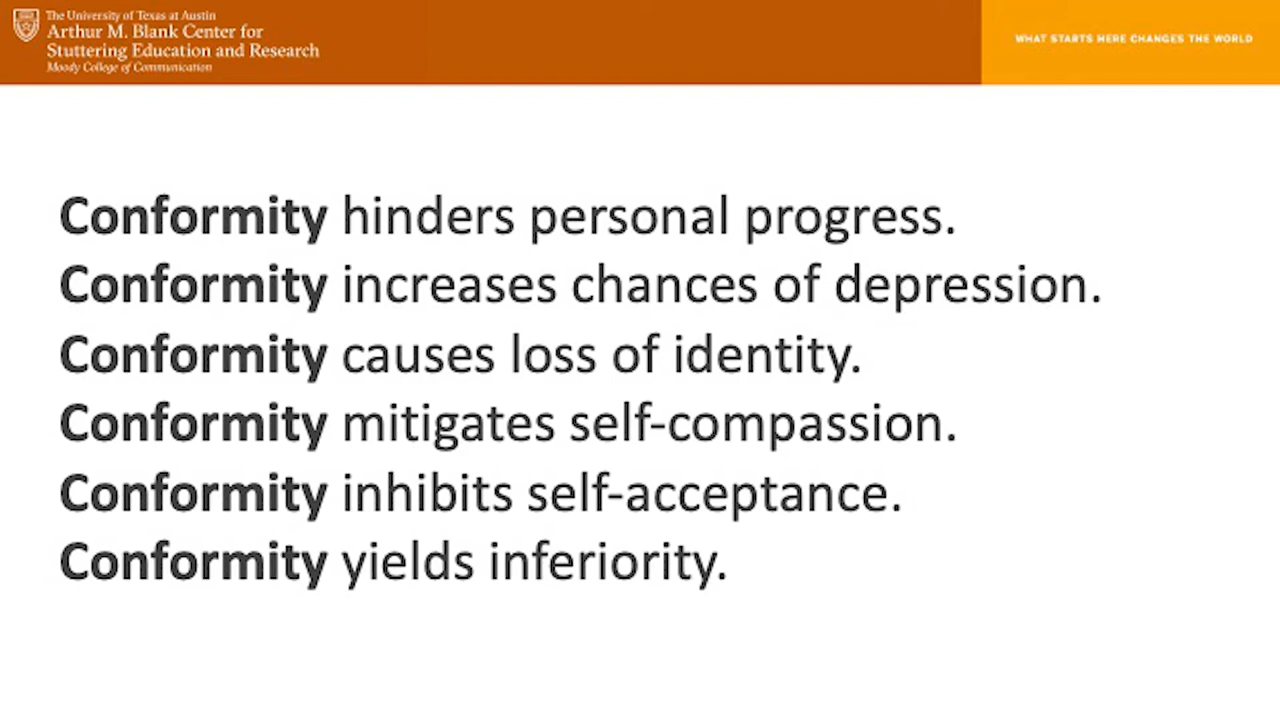 The University of Texas at Austin
Arthur M. Blank Center for
Stuttering Education and Research
Moody College of Communication
WHAT STARTS HERE CHANGES THE WORLD
Conformity hinders personal progress.
Conformity increases chances of depression.
Conformity causes loss of identity.
Conformity mitigates self-compassion.
Conformity inhibits self-acceptance.
Conformity yields inferiority.